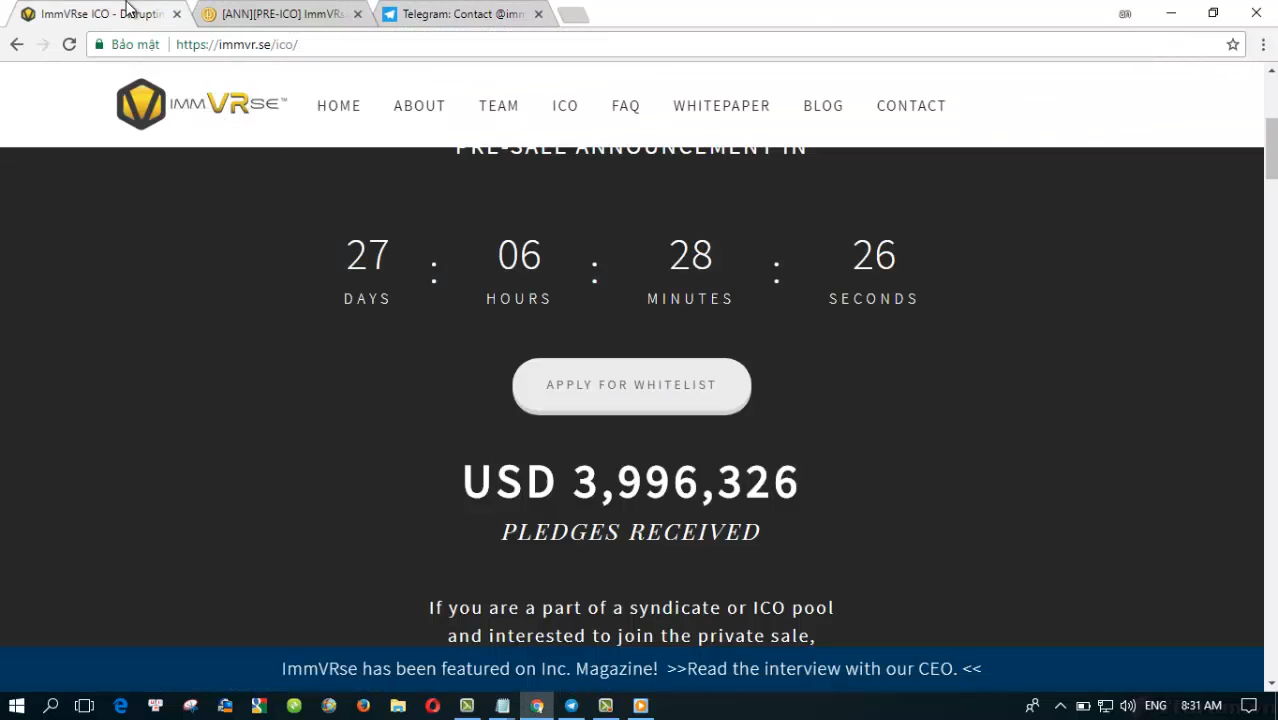 ImmVRse ICO - Disruptin
[ANN][PRE-ICO] ImmVRs
Telegram: Contact @imm
Bảo mật
https://immvr.se/ico/
IMMVRSE™
HOME ABOUT TEAM ICO FAQ WHITEPAPER BLOG CONTACT
PRE-SALE ANNOUNCEMENT IN
27 : 06 : 28 : 26
DAYS HOURS MINUTES SECONDS
APPLY FOR WHITELIST
USD 3,996,326
PLEDGES RECEIVED
If you are a part of a syndicate or ICO pool
and interested to join the private sale,
ImmVRse has been featured on Inc. Magazine! >>Read the interview with our CEO. <<
ENG 8:31 AM